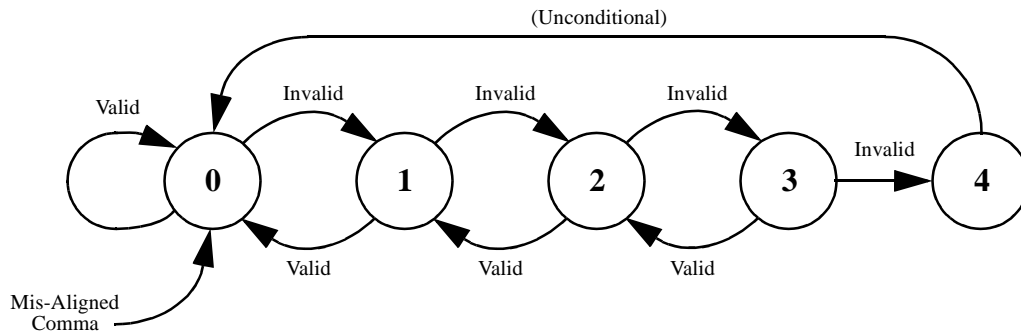 (Unconditional)
Valid
Invalid
Invalid
Invalid
Invalid
0
1
2
3
4
Valid
Valid
Valid
Mis-Aligned
Comma